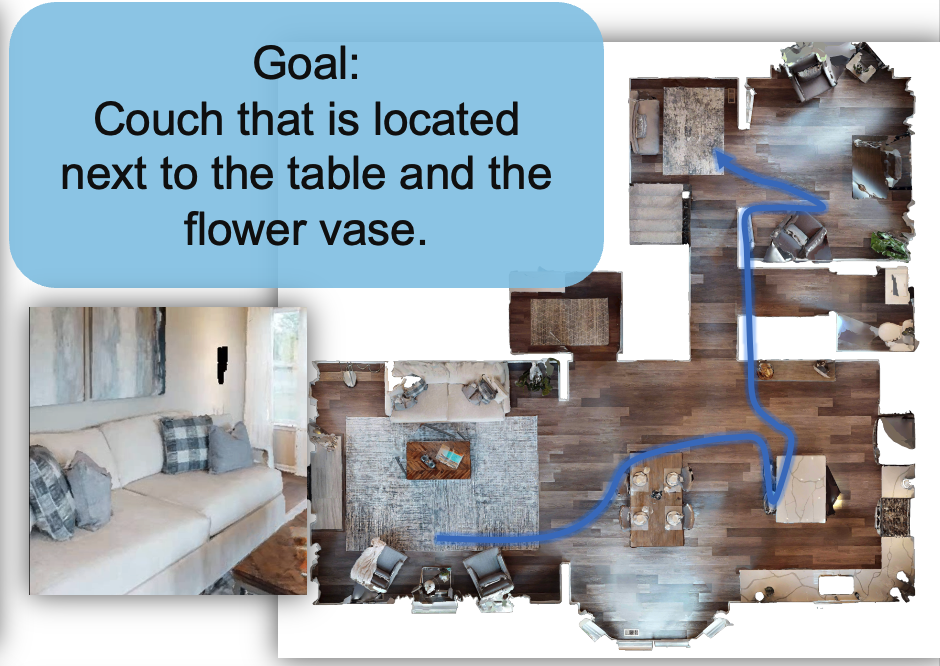 Goal:
Couch that is located
next to the table and the
flower vase.